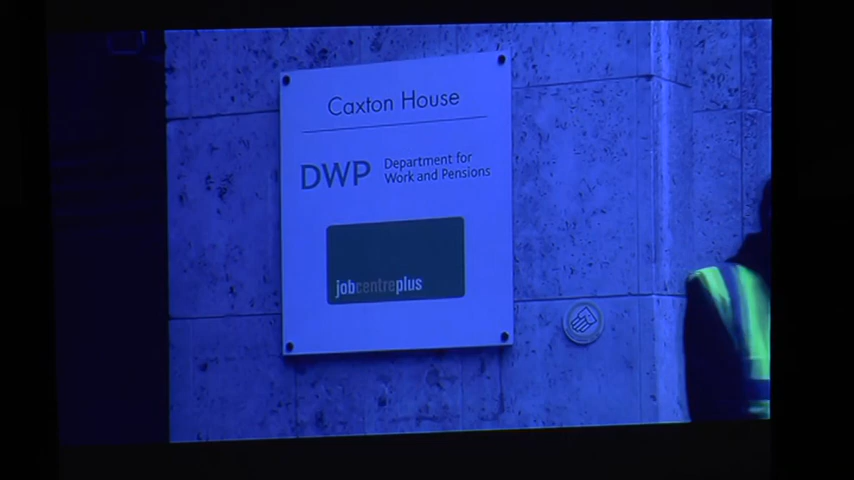 Caxton House
DWP
Department for
Work and Pensions
jobcentreplus